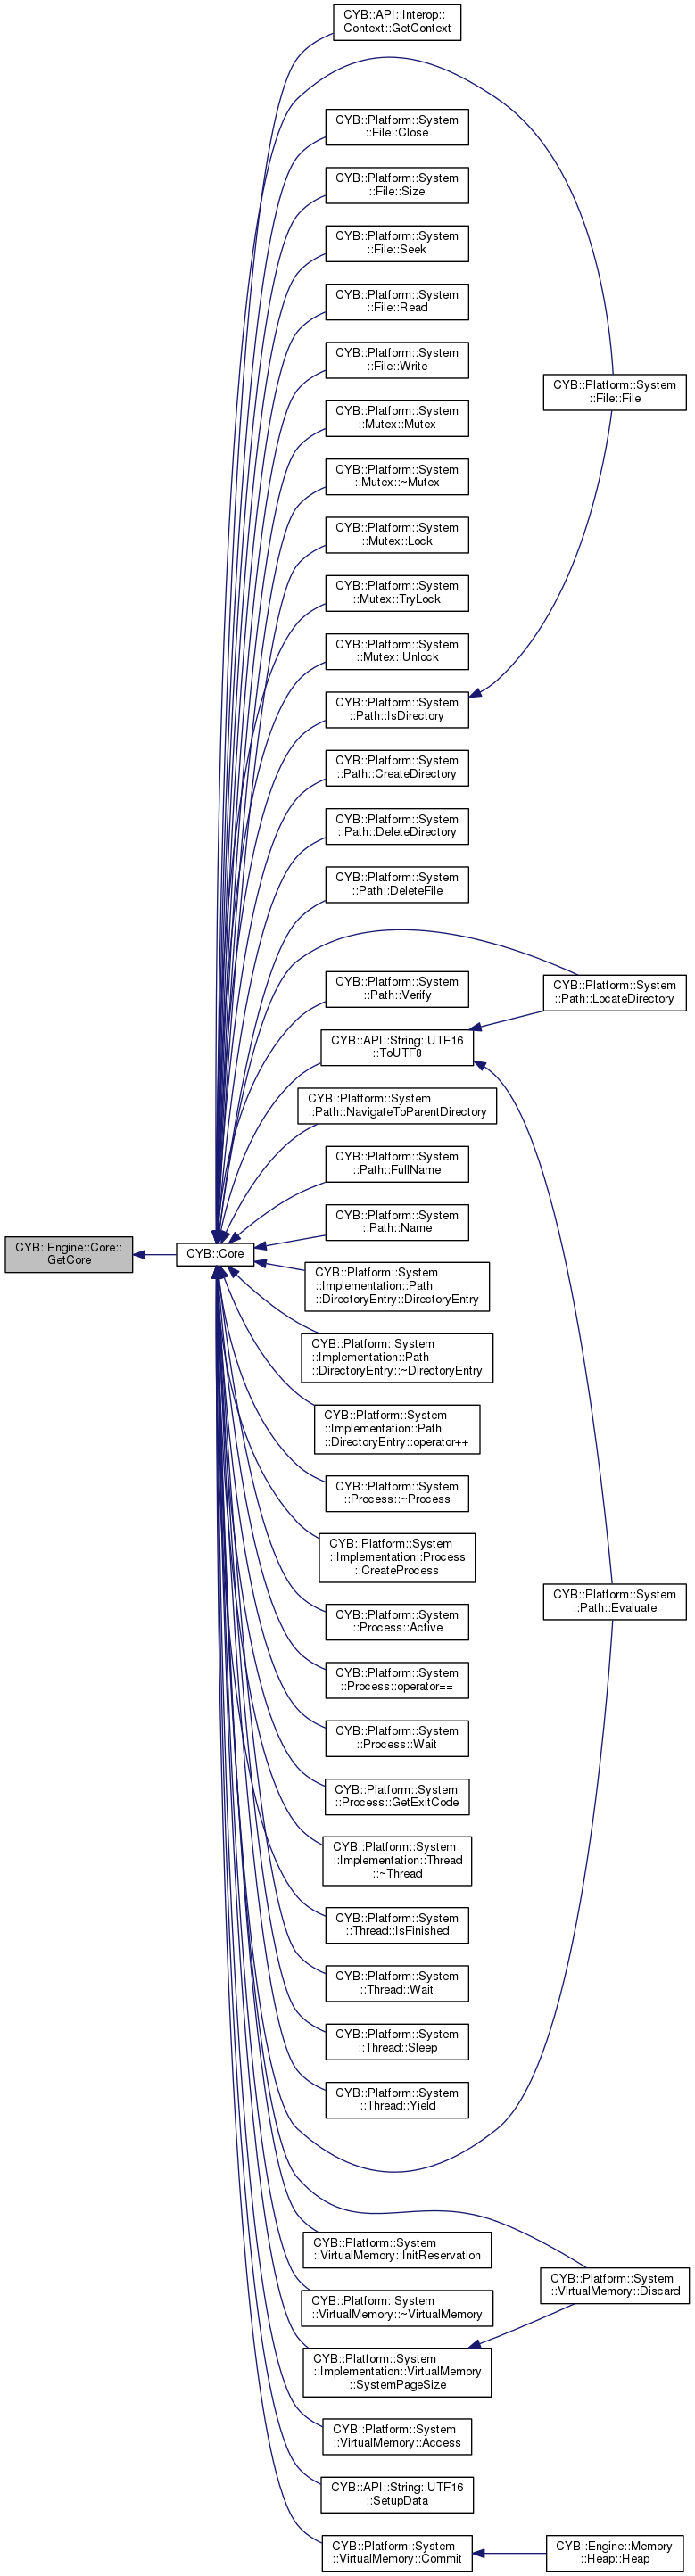 CYB::API::Interop::
Context::GetContext
CYB::Platform::System
::File::Close
CYB::Platform::System
::File::Size
CYB::Platform::System
::File::Seek
CYB::Platform::System
::File::Read
CYB::Platform::System
::File::Write
CYB::Platform::System
::File::File
CYB::Platform::System
::Mutex::Mutex
CYB::Platform::System
::Mutex::~Mutex
CYB::Platform::System
::Mutex::Lock
CYB::Platform::System
::Mutex::TryLock
CYB::Platform::System
::Mutex::Unlock
CYB::Platform::System
::Path::IsDirectory
CYB::Platform::System
::Path::CreateDirectory
CYB::Platform::System
::Path::DeleteDirectory
CYB::Platform::System
::Path::DeleteFile
CYB::Platform::System
::Path::Verify
CYB::Platform::System
::Path::LocateDirectory
CYB::API::String::UTF16
::ToUTF8
CYB::Platform::System
::Path::NavigateToParentDirectory
CYB::Platform::System
::Path::FullName
CYB::Platform::System
::Path::Name
CYB::Engine::Core::
GetCore
CYB::Core
CYB::Platform::System
::Implementation::Path
::DirectoryEntry::DirectoryEntry
CYB::Platform::System
::Implementation::Path
::DirectoryEntry::~DirectoryEntry
CYB::Platform::System
::Implementation::Path
::DirectoryEntry::operator++
CYB::Platform::System
::Process::~Process
CYB::Platform::System
::Implementation::Process
::CreateProcess
CYB::Platform::System
::Path::Evaluate
CYB::Platform::System
::Process::Active
CYB::Platform::System
::Process::operator==
CYB::Platform::System
::Process::Wait
CYB::Platform::System
::Process::GetExitCode
CYB::Platform::System
::Implementation::Thread
::~Thread
CYB::Platform::System
::Thread::IsFinished
CYB::Platform::System
::Thread::Wait
CYB::Platform::System
::Thread::Sleep
CYB::Platform::System
::Thread::Yield
CYB::Platform::System
::VirtualMemory::InitReservation
CYB::Platform::System
::VirtualMemory::Discard
CYB::Platform::System
::VirtualMemory::~VirtualMemory
CYB::Platform::System
::Implementation::VirtualMemory
::SystemPageSize
CYB::Platform::System
::VirtualMemory::Access
CYB::API::String::UTF16
::SetupData
CYB::Platform::System
::VirtualMemory::Commit
CYB::Engine::Memory
::Heap::Heap